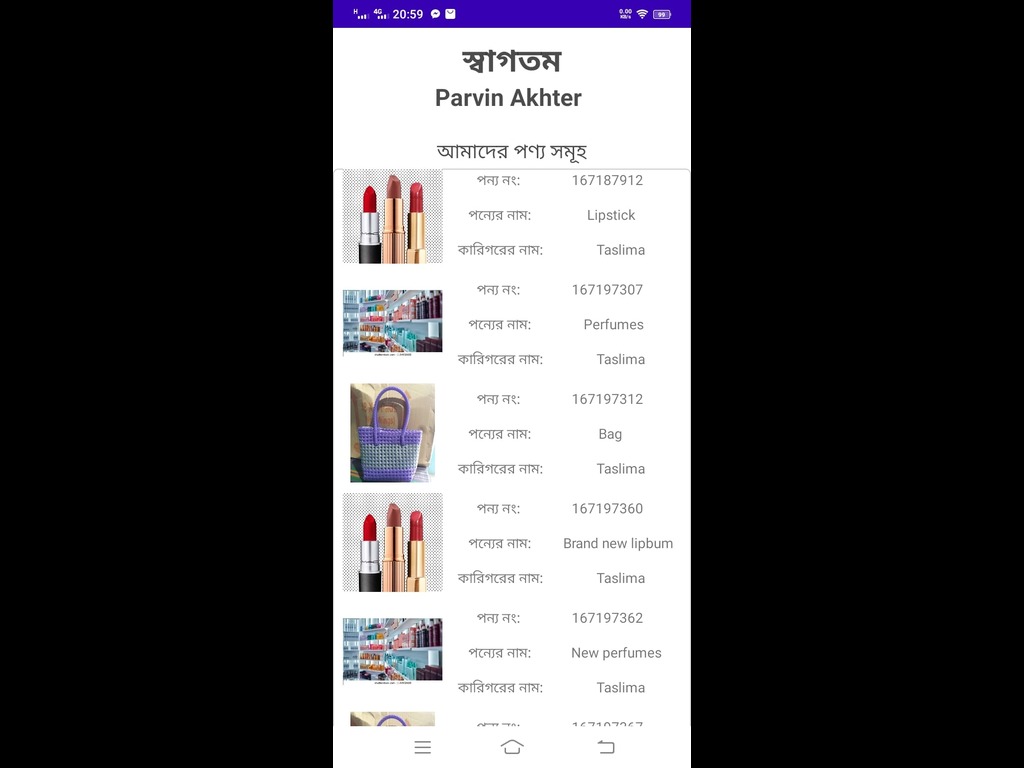 H 4G 20:59 0.00 KB/s 99
স্বাগতম
Parvin Akhter
আমাদের পণ্য সমূহ
পন্য নং: 167187912
পন্যের নাম: Lipstick
কারিগরের নাম: Taslima
পন্য নং: 167197307
পন্যের নাম: Perfumes
কারিগরের নাম: Taslima
পন্য নং: 167197312
পন্যের নাম: Bag
কারিগরের নাম: Taslima
পন্য নং: 167197360
পন্যের নাম: Brand new lipbum
কারিগরের নাম: Taslima
পন্য নং: 167197362
পন্যের নাম: New perfumes
কারিগরের নাম: Taslima
পন্য নং: 167197367